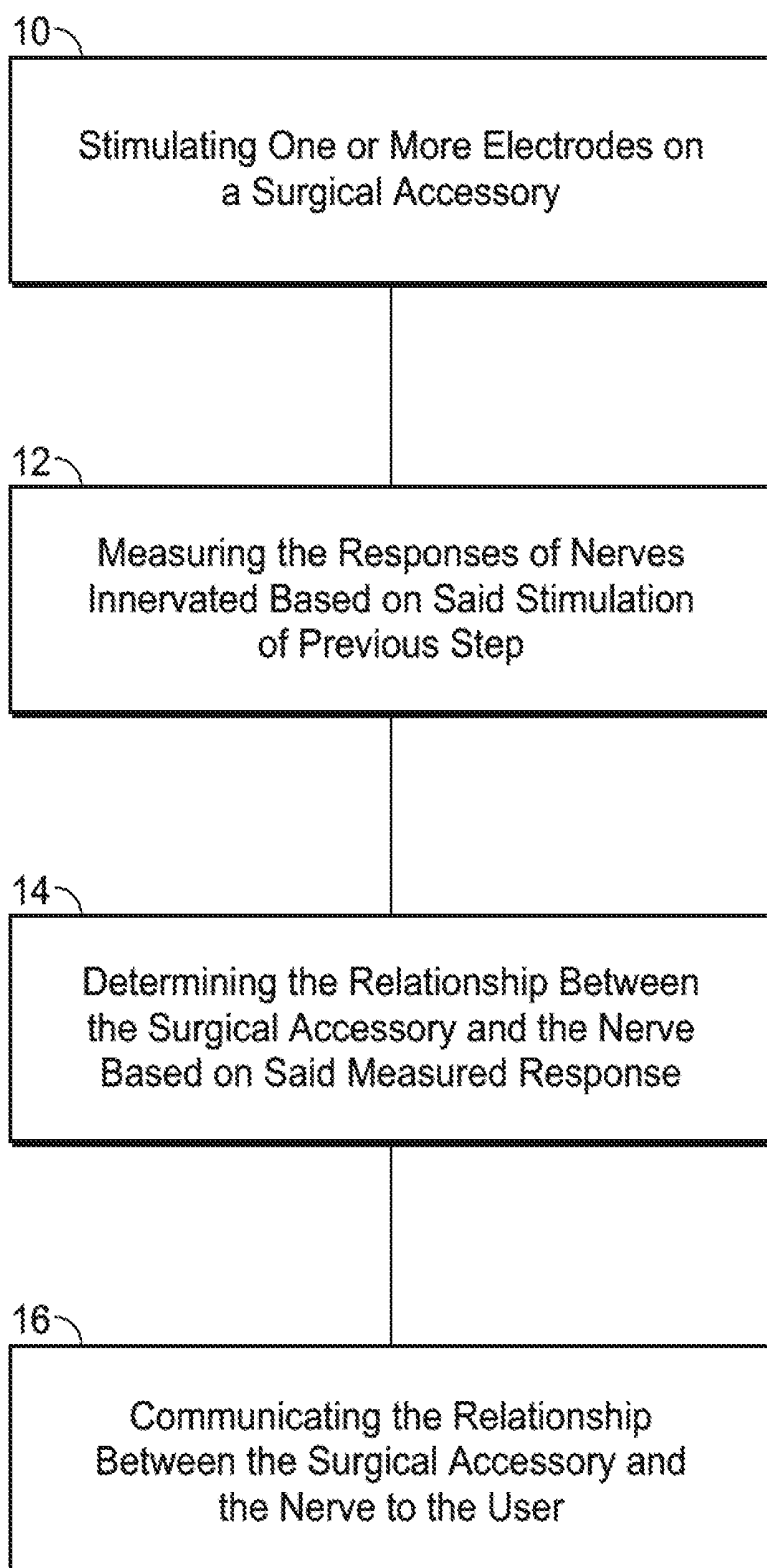 10
Stimulating One or More Electrodes on
a Surgical Accessory
12
Measuring the Responses of Nerves
Innervated Based on Said Stimulation
of Previous Step
14
Determining the Relationship Between
the Surgical Accessory and the Nerve
Based on Said Measured Response
16
Communicating the Relationship
Between the Surgical Accessory and
the Nerve to the User